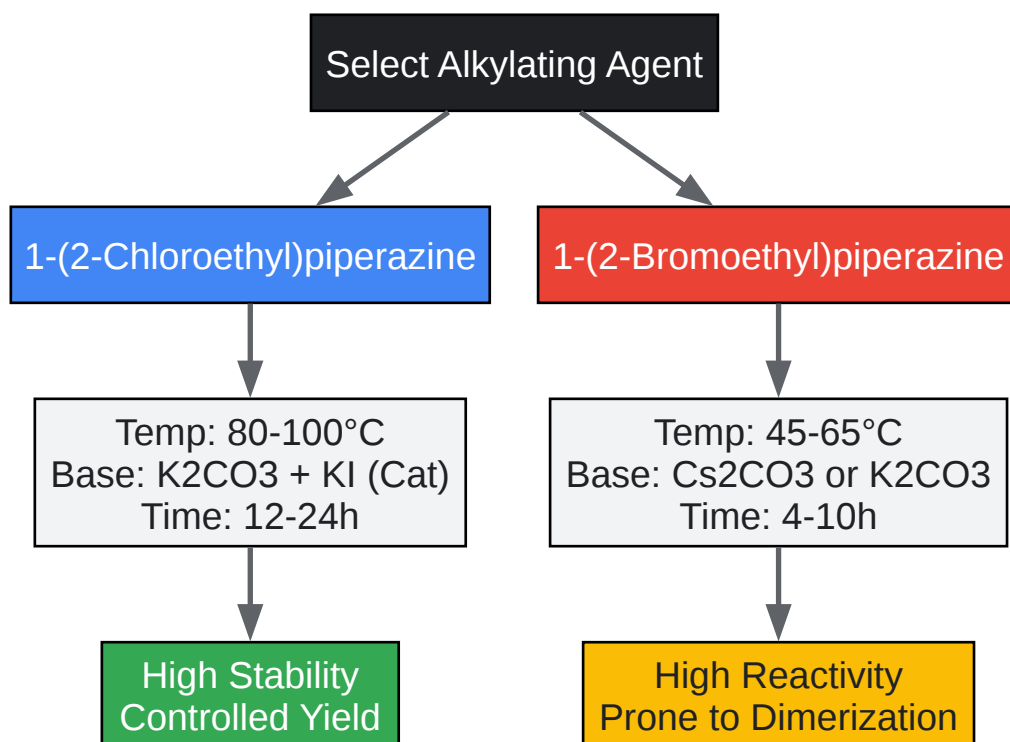 Select Alkylating Agent
1-(2-Chloroethyl)piperazine
1-(2-Bromoethyl)piperazine
Temp: 80-100°C
Base: K2CO3 + KI (Cat)
Time: 12-24h
Temp: 45-65°C
Base: Cs2CO3 or K2CO3
Time: 4-10h
High Stability
Controlled Yield
High Reactivity
Prone to Dimerization